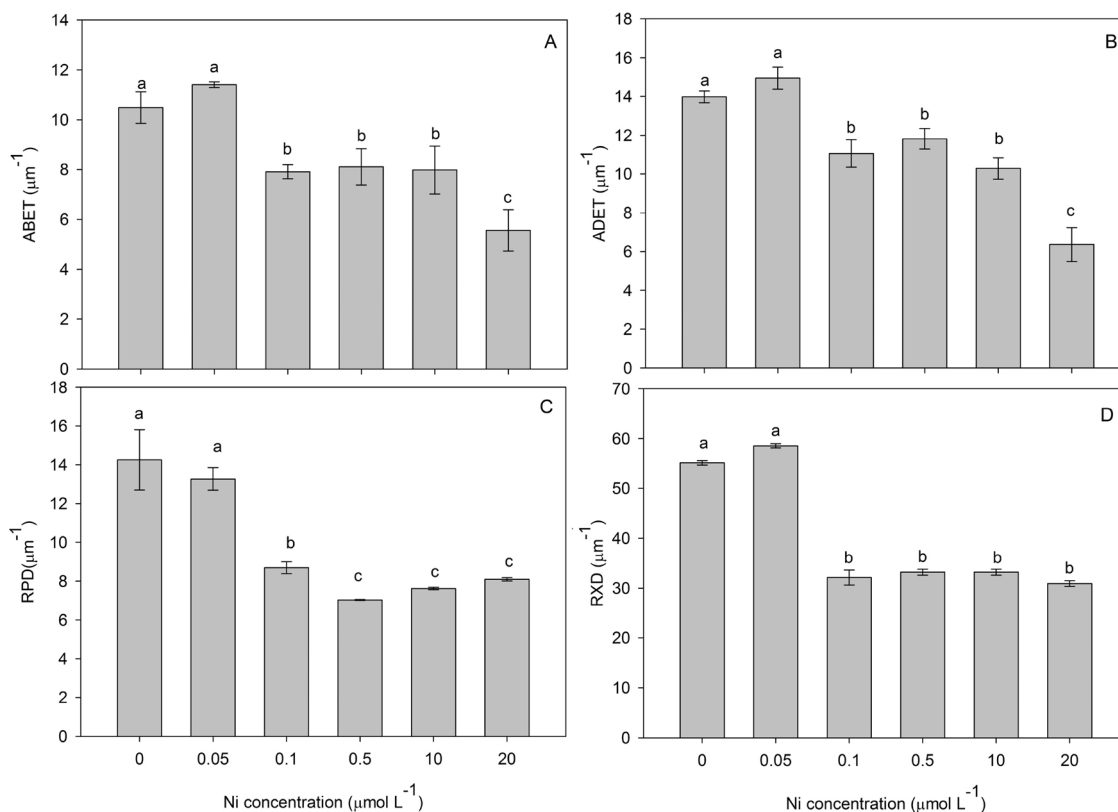 A
ABET (μm⁻¹)
14
12
10
8
6
4
2
0
a
a
b
b
b
c
B
ADET (μm⁻¹)
18
16
14
12
10
8
6
4
2
0
a
a
b
b
b
c
C
RPD(μm⁻¹)
18
16
14
12
10
8
6
4
2
0
a
a
b
c
c
c
0 0.05 0.1 0.5 10 20
Ni concentration (μmol L⁻¹)
D
RXD (μm⁻¹)
70
60
50
40
30
20
10
0
a
a
b
b
b
b
0 0.05 0.1 0.5 10 20
Ni concentration (μmol L⁻¹)